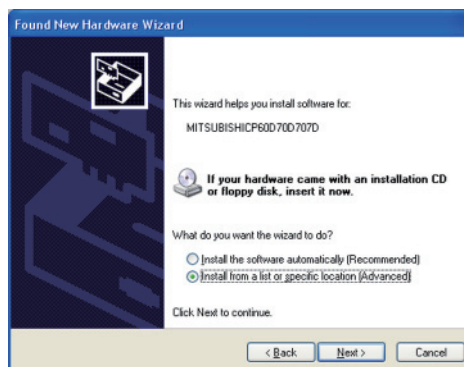 Found New Hardware Wizard
This wizard helps you install software for:
MITSUBISHICP60D70D707D
If your hardware came with an installation CD
or floppy disk, insert it now.
What do you want the wizard to do?
Install the software automatically (Recommended)
Install from a list or specific location (Advanced)
Click Next to continue.
< Back Next > Cancel